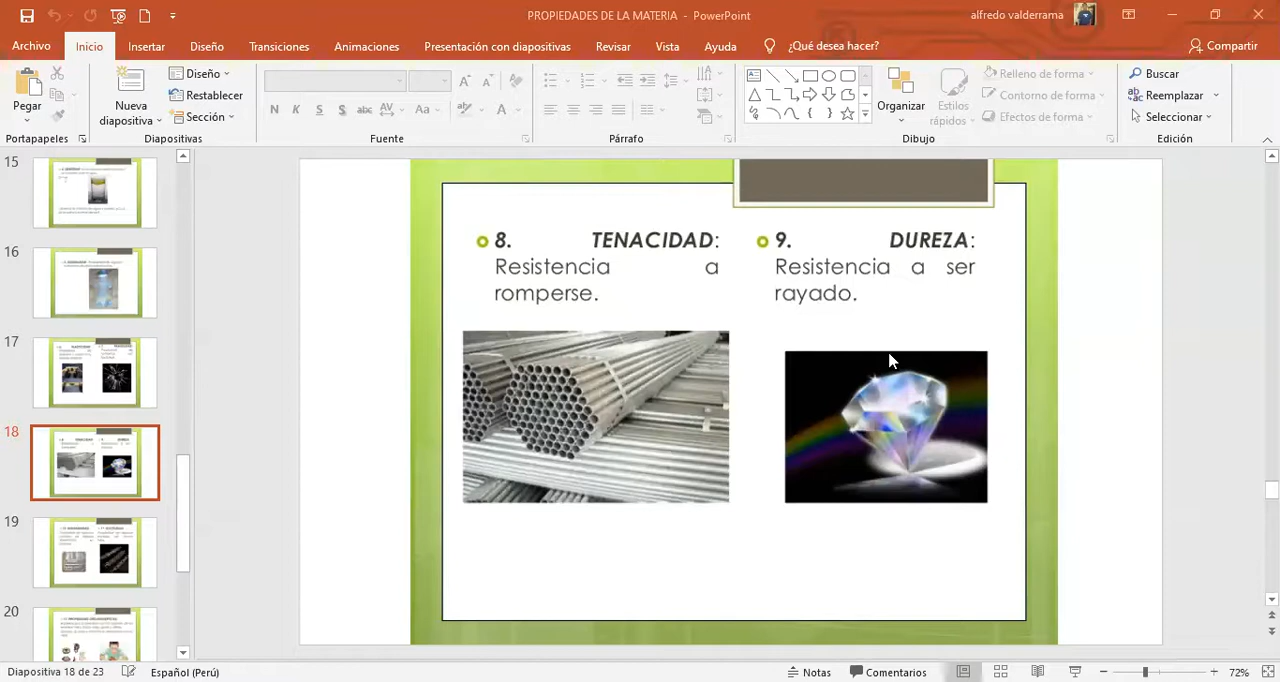 PROPIEDADES DE LA MATERIA - PowerPoint
alfredo valderrama
Archivo Inicio Insertar Diseño Transiciones Animaciones Presentación con diapositivas Revisar Vista Ayuda ¿Qué desea hacer? Compartir
Pegar
Nueva diapositiva
Diseño
Restablecer
Sección
N K S S abc AV Aa A
Relleno de forma
Contorno de forma
Efectos de forma
Organizar
Estilos rápidos
Buscar
Reemplazar
Seleccionar
Portapapeles Diapositivas Fuente Párrafo Dibujo Edición
15
16
17
18
19
20
8. TENACIDAD:
Resistencia a
romperse.
9. DUREZA:
Resistencia a ser
rayado.
Diapositiva 18 de 23 Español (Perú) Notas Comentarios 72%